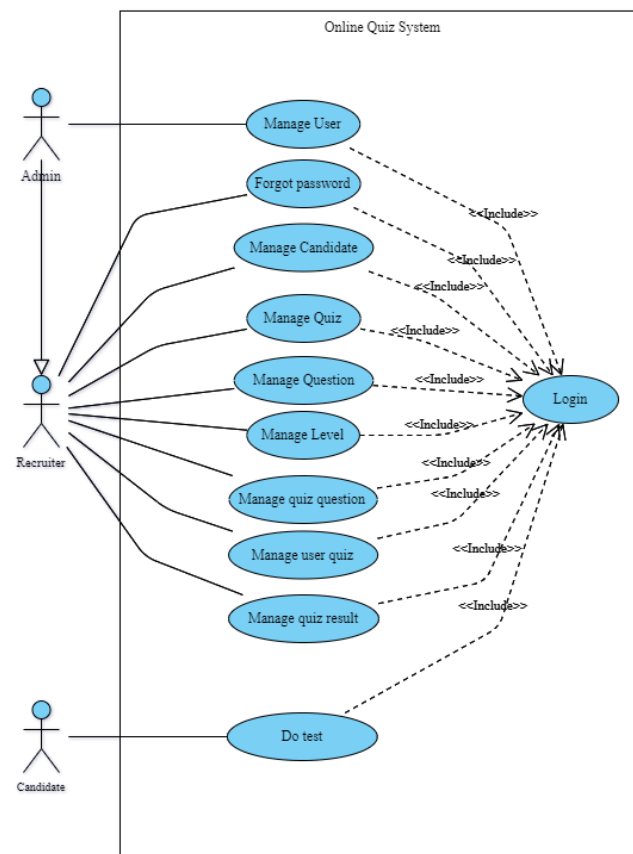 Online Quiz System
Manage User
Admin
Forgot password
<<Include>>
Manage Candidate
<<Include>>
<<Include>>
Manage Quiz
<<Include>>
Manage Question
<<Include>>
Login
Manage Level
<<Include>>
Recruiter
<<Include>>
Manage quiz question
<<Include>>
Manage user quiz
<<Include>>
Manage quiz result
<<Include>>
Do test
Candidate